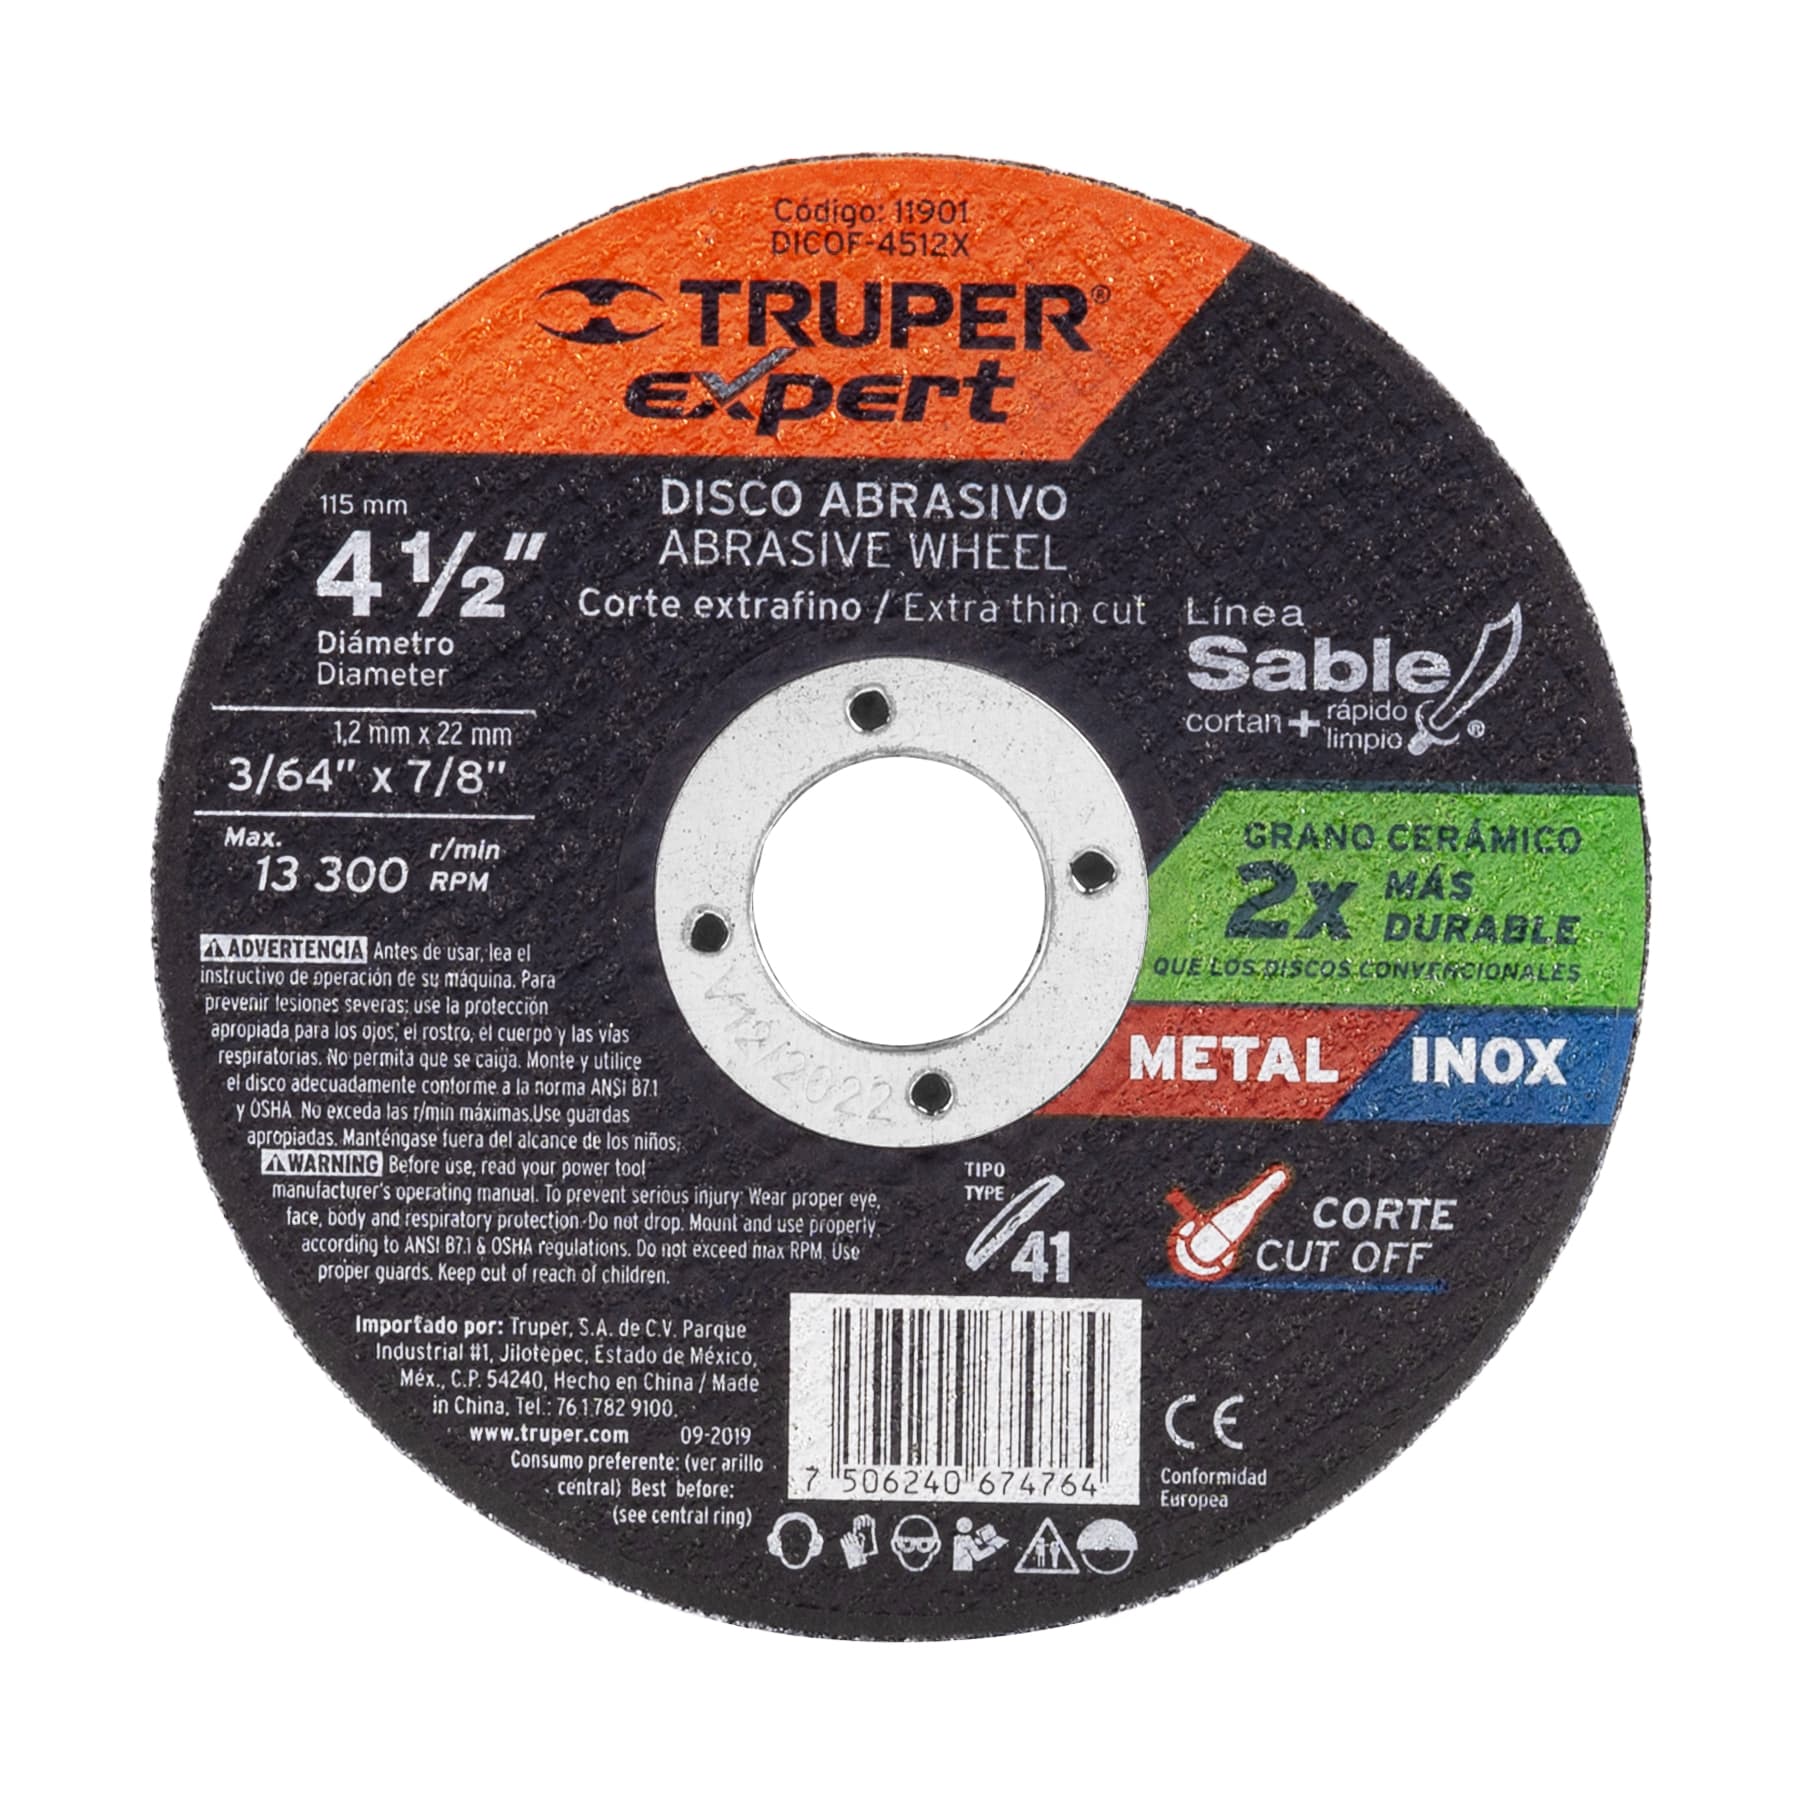 Código: 11901
DICOF-4512X
TRUPER®
expert
DISCO ABRASIVO
ABRASIVE WHEEL
Corte extrafino / Extra thin cut
115 mm
4 1/2"
Diámetro
Diameter
1,2 mm x 22 mm
3/64" x 7/8"
Max.
13 300 r/min
RPM
Línea
Sable
cortan + rápido
limpio ®
GRANO CERÁMICO
2x MÁS
DURABLE
QUE LOS DISCOS CONVENCIONALES
METAL INOX
ADVERTENCIA Antes de usar, lea el
instructivo de operación de su máquina. Para
prevenir lesiones severas: use la protección
apropiada para los ojos, el rostro, el cuerpo y las vías
respiratorias. No permita que se caiga. Monte y utilice
el disco adecuadamente conforme a la norma ANSI B7.1
y OSHA. No exceda las r/min máximas.Use guardas
apropiadas. Manténgase fuera del alcance de los niños.
WARNING Before use, read your power tool
manufacturer's operating manual. To prevent serious injury: Wear proper eye,
face, body and respiratory protection. Do not drop. Mount and use properly
according to ANSI B7.1 & OSHA regulations. Do not exceed max RPM. Use
proper guards. Keep out of reach of children.
V12/2022
TIPO
TYPE
41
CORTE
CUT OFF
Importado por: Truper, S.A. de C.V. Parque
Industrial #1, Jilotepec, Estado de México,
Méx., C.P. 54240, Hecho en China / Made
in China, Tel.: 761 782 9100.
www.truper.com 09-2019
Consumo preferente: (ver arillo
central) Best before:
(see central ring)
7 506240 674764
CE
Conformidad
Europea